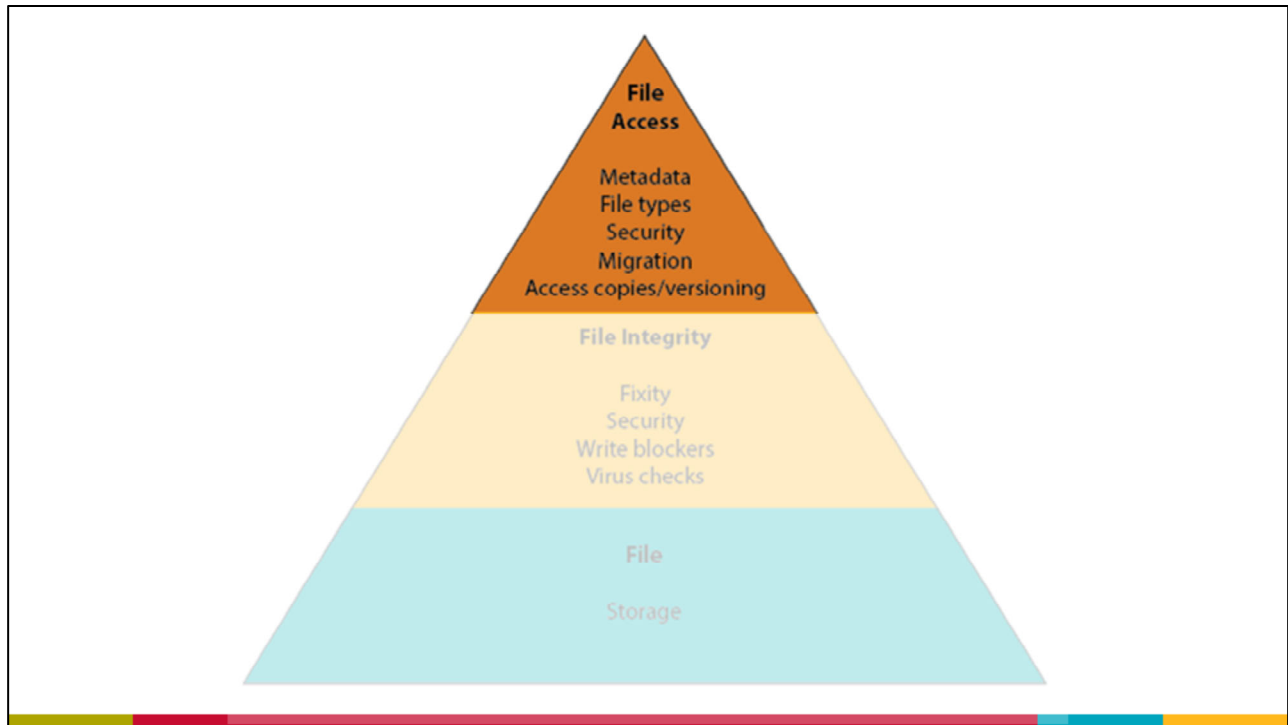 File
Access
Metadata
File types
Security
Migration
Access copies/versioning
File Integrity
Fixity
Security
Write blockers
Virus checks
File
Storage